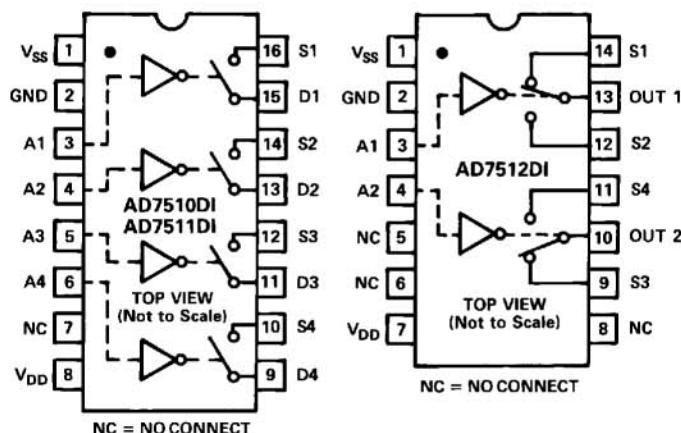 V_SS 1
GND 2
A1 3
A2 4
A3 5
A4 6
NC 7
V_DD 8
16 S1
15 D1
14 S2
13 D2
12 S3
11 D3
10 S4
9 D4
AD7510DI
AD7511DI
TOP VIEW
(Not to Scale)
NC = NO CONNECT
V_SS 1
GND 2
A1 3
A2 4
NC 5
NC 6
V_DD 7
14 S1
13 OUT 1
12 S2
11 S4
10 OUT 2
9 S3
8 NC
AD7512DI
TOP VIEW
(Not to Scale)
NC = NO CONNECT